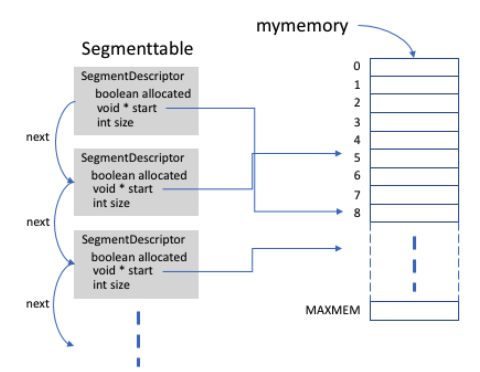 mymemory
Segmenttable
SegmentDescriptor
boolean allocated
void * start
int size
next
SegmentDescriptor
boolean allocated
void * start
int size
next
SegmentDescriptor
boolean allocated
void * start
int size
next
0
1
2
3
4
5
6
7
8
MAXMEM